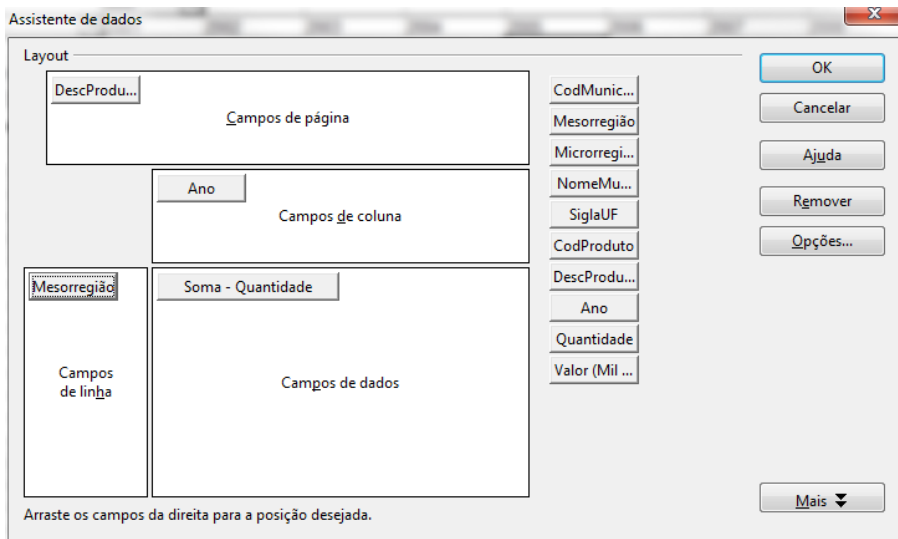 Assistente de dados
Layout
DescProdu...
Campos de página
Ano
Campos de coluna
Mesorregião
Campos
de linha
Soma - Quantidade
Campos de dados
CodMunic...
Mesorregião
Microrregi...
NomeMu...
SiglaUF
CodProduto
DescProdu...
Ano
Quantidade
Valor (Mil ...
OK
Cancelar
Ajuda
Remover
Opções...
Mais
Arraste os campos da direita para a posição desejada.